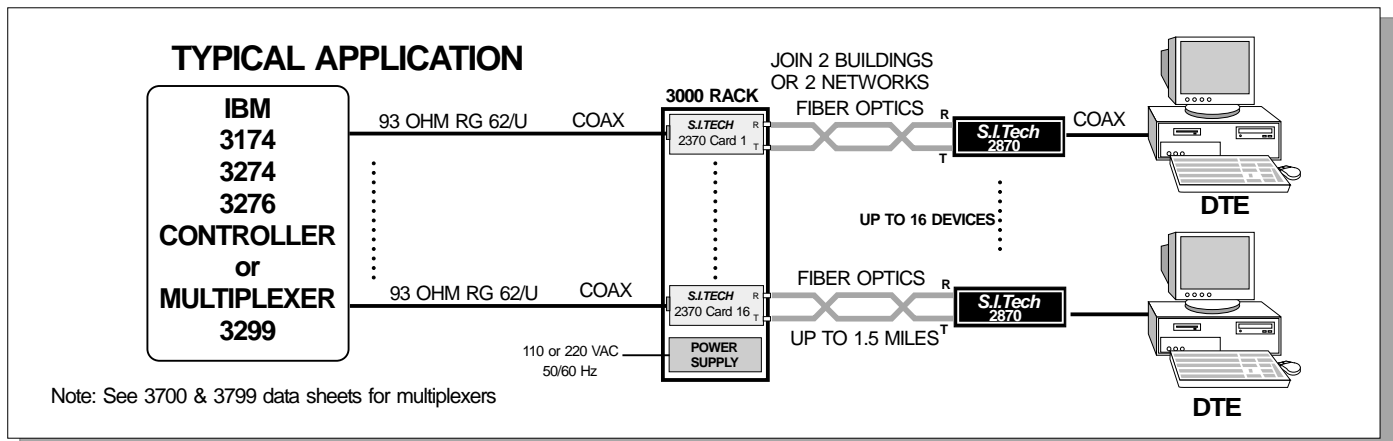 TYPICAL APPLICATION
IBM
3174
3274
3276
CONTROLLER
or
MULTIPLEXER
3299
93 OHM RG 62/U
COAX
3000 RACK
S.I.TECH
2370 Card 1
R
T
JOIN 2 BUILDINGS
OR 2 NETWORKS
FIBER OPTICS
R
T
S.I.Tech
2870
COAX
DTE
UP TO 16 DEVICES
93 OHM RG 62/U
COAX
S.I.TECH
2370 Card 16
R
T
FIBER OPTICS
UP TO 1.5 MILES
R
T
S.I.Tech
2870
DTE
110 or 220 VAC
50/60 Hz
POWER
SUPPLY
Note: See 3700 & 3799 data sheets for multiplexers